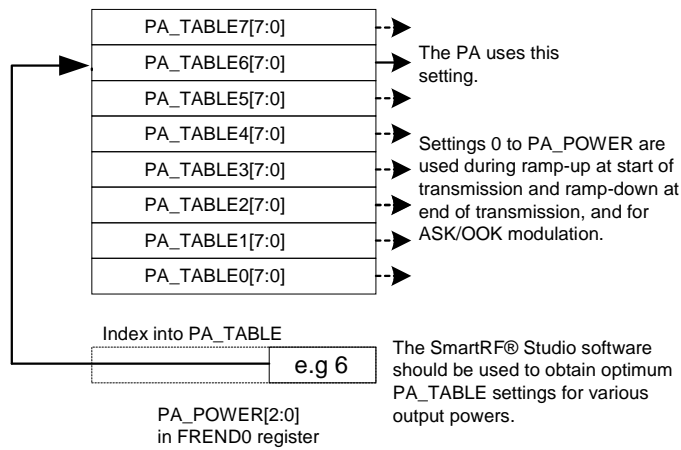 PA_TABLE7[7:0]
PA_TABLE6[7:0]
The PA uses this
setting.
PA_TABLE5[7:0]
PA_TABLE4[7:0]
PA_TABLE3[7:0]
PA_TABLE2[7:0]
PA_TABLE1[7:0]
PA_TABLE0[7:0]
Settings 0 to PA_POWER are
used during ramp-up at start of
transmission and ramp-down at
end of transmission, and for
ASK/OOK modulation.
Index into PA_TABLE
e.g 6
PA_POWER[2:0]
in FREND0 register
The SmartRF® Studio software
should be used to obtain optimum
PA_TABLE settings for various
output powers.